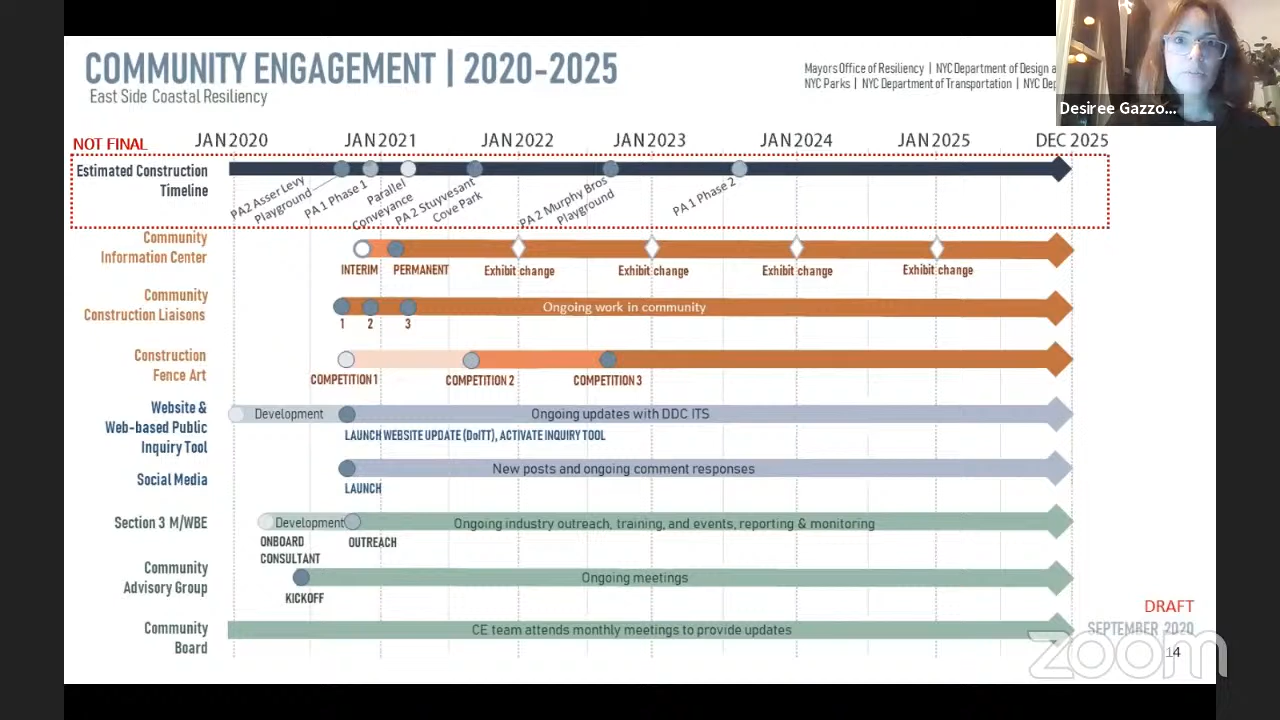 COMMUNITY ENGAGEMENT | 2020-2025
East Side Coastal Resiliency
Mayors Office of Resiliency | NYC Department of Design a
NYC Parks | NYC Department of Transportation | NYC De
Desiree Gazzo...
NOT FINAL
JAN 2020 JAN 2021 JAN 2022 JAN 2023 JAN 2024 JAN 2025 DEC 2025
Estimated Construction
Timeline
PA2 Asser Levy
Playground
PA1 Phase 1
Parallel
Conveyance
PA 2 Stuyvesant
Cove Park
PA 2 Murphy Bros
Playground
PA1 Phase 2
Community
Information Center
INTERIM PERMANENT Exhibit change Exhibit change Exhibit change Exhibit change
Community
Construction Liaisons
Ongoing work in community
1 2 3
Construction
Fence Art
COMPETITION 1 COMPETITION 2 COMPETITION 3
Website &
Web-based Public
Inquiry Tool
Development Ongoing updates with DDC ITS
LAUNCH WEBSITE UPDATE (DoITT), ACTIVATE INQUIRY TOOL
Social Media
New posts and ongoing comment responses
LAUNCH
Section 3 M/WBE
Development Ongoing industry outreach, training, and events, reporting & monitoring
ONBOARD
CONSULTANT
OUTREACH
Community
Advisory Group
Ongoing meetings
KICKOFF
Community
Board
CE team attends monthly meetings to provide updates
DRAFT
SEPTEMBER 2020
14
zoom